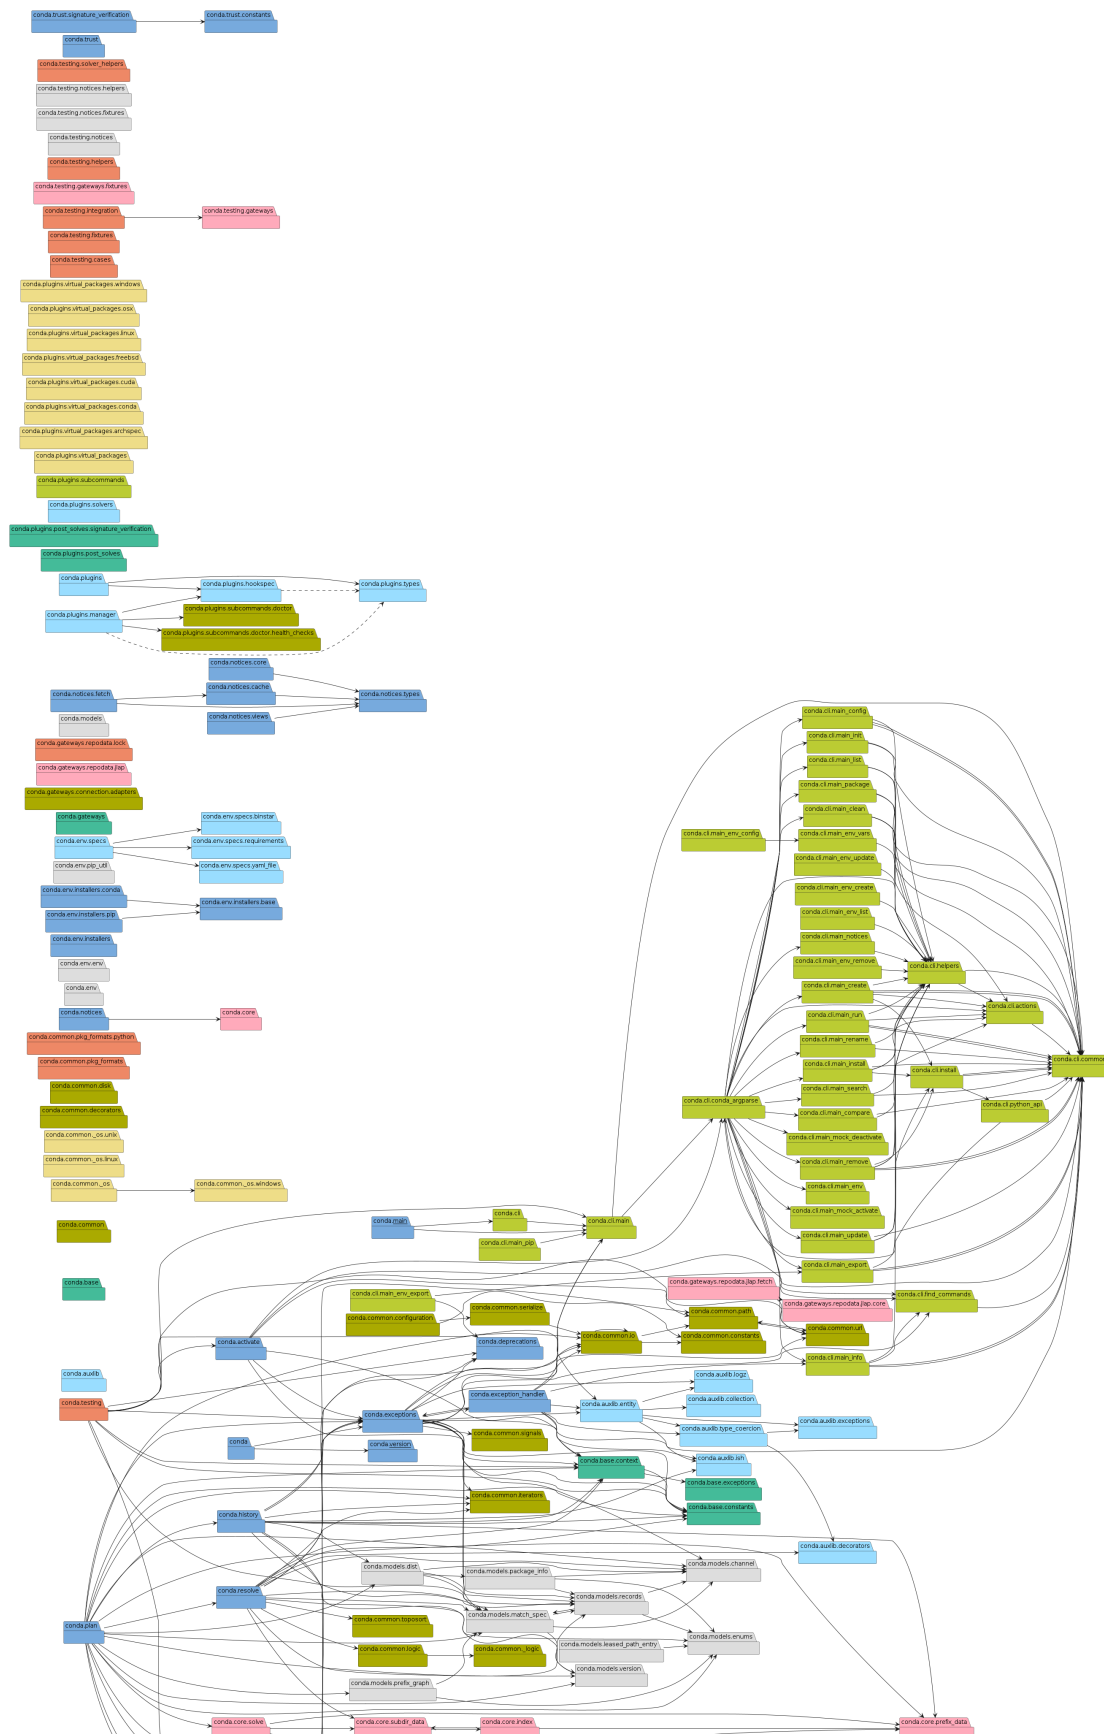 conda.trust.signature_verification
conda.trust.constants
conda.trust
conda.testing.solver_helpers
conda.testing.notices.helpers
conda.testing.notices.fixtures
conda.testing.notices
conda.testing.helpers
conda.testing.gateways.fixtures
conda.testing.integration
conda.testing.gateways
conda.testing.fixtures
conda.testing.cases
conda.plugins.virtual_packages.windows
conda.plugins.virtual_packages.osx
conda.plugins.virtual_packages.linux
conda.plugins.virtual_packages.freebsd
conda.plugins.virtual_packages.cuda
conda.plugins.virtual_packages.conda
conda.plugins.virtual_packages.archspec
conda.plugins.virtual_packages
conda.plugins.subcommands
conda.plugins.solvers
conda.plugins.post_solves.signature_verification
conda.plugins.post_solves
conda.plugins
conda.plugins.hookspec
conda.plugins.types
conda.plugins.manager
conda.plugins.subcommands.doctor
conda.plugins.subcommands.doctor.health_checks
conda.notices.core
conda.notices.fetch
conda.notices.cache
conda.notices.types
conda.notices.views
conda.models
conda.gateways.repodata.lock
conda.gateways.repodata.jlap
conda.gateways.connection.adapters
conda.gateways
conda.env.specs.binstar
conda.env.specs
conda.env.specs.requirements
conda.env.pip_util
conda.env.specs.yaml_file
conda.env.installers.conda
conda.env.installers.base
conda.env.installers.pip
conda.env.installers
conda.env.env
conda.env
conda.notices
conda.core
conda.common.pkg_formats.python
conda.common.pkg_formats
conda.common.disk
conda.common.decorators
conda.common._os.unix
conda.common._os.linux
conda.common._os
conda.common._os.windows
conda.common
conda.base
conda.auxlib
conda.testing
conda.plan
conda.cli.main_config
conda.cli.main_init
conda.cli.main_list
conda.cli.main_package
conda.cli.main_clean
conda.cli.main_env_config
conda.cli.main_env_vars
conda.cli.main_env_update
conda.cli.main_env_create
conda.cli.main_env_list
conda.cli.main_notices
conda.cli.main_env_remove
conda.cli.helpers
conda.cli.main_create
conda.cli.actions
conda.cli.main_run
conda.cli.main_rename
conda.cli.main_install
conda.cli.common
conda.cli.install
conda.cli.main_search
conda.cli.conda_argparse
conda.cli.python_api
conda.cli.main_compare
conda.cli.main_mock_deactivate
conda.cli.main_remove
conda.cli.main_env
conda.cli.main_mock_activate
conda.cli.main_update
conda.cli.main_export
conda.main
conda.cli
conda.cli.main
conda.cli.main_pip
conda.gateways.repodata.jlap.fetch
conda.cli.main_env_export
conda.cli.find_commands
conda.gateways.repodata.jlap.core
conda.common.serialize
conda.common.path
conda.common.configuration
conda.common.url
conda.activate
conda.deprecations
conda.common.io
conda.common.constants
conda.cli.main_info
conda.auxlib.logz
conda.exception_handler
conda.auxlib.collection
conda.auxlib.entity
conda.exceptions
conda.auxlib.exceptions
conda.common.signals
conda.auxlib.type_coercion
conda
conda.version
conda.base.context
conda.auxlib.ish
conda.base.exceptions
conda.common.iterators
conda.base.constants
conda.history
conda.auxlib.decorators
conda.models.dist
conda.models.channel
conda.models.package_info
conda.resolve
conda.models.records
conda.models.match_spec
conda.common.toposort
conda.models.enums
conda.models.leased_path_entry
conda.common.logic
conda.common._logic
conda.models.version
conda.models.prefix_graph
conda.core.solve
conda.core.subdir_data
conda.core.index
conda.core.prefix_data